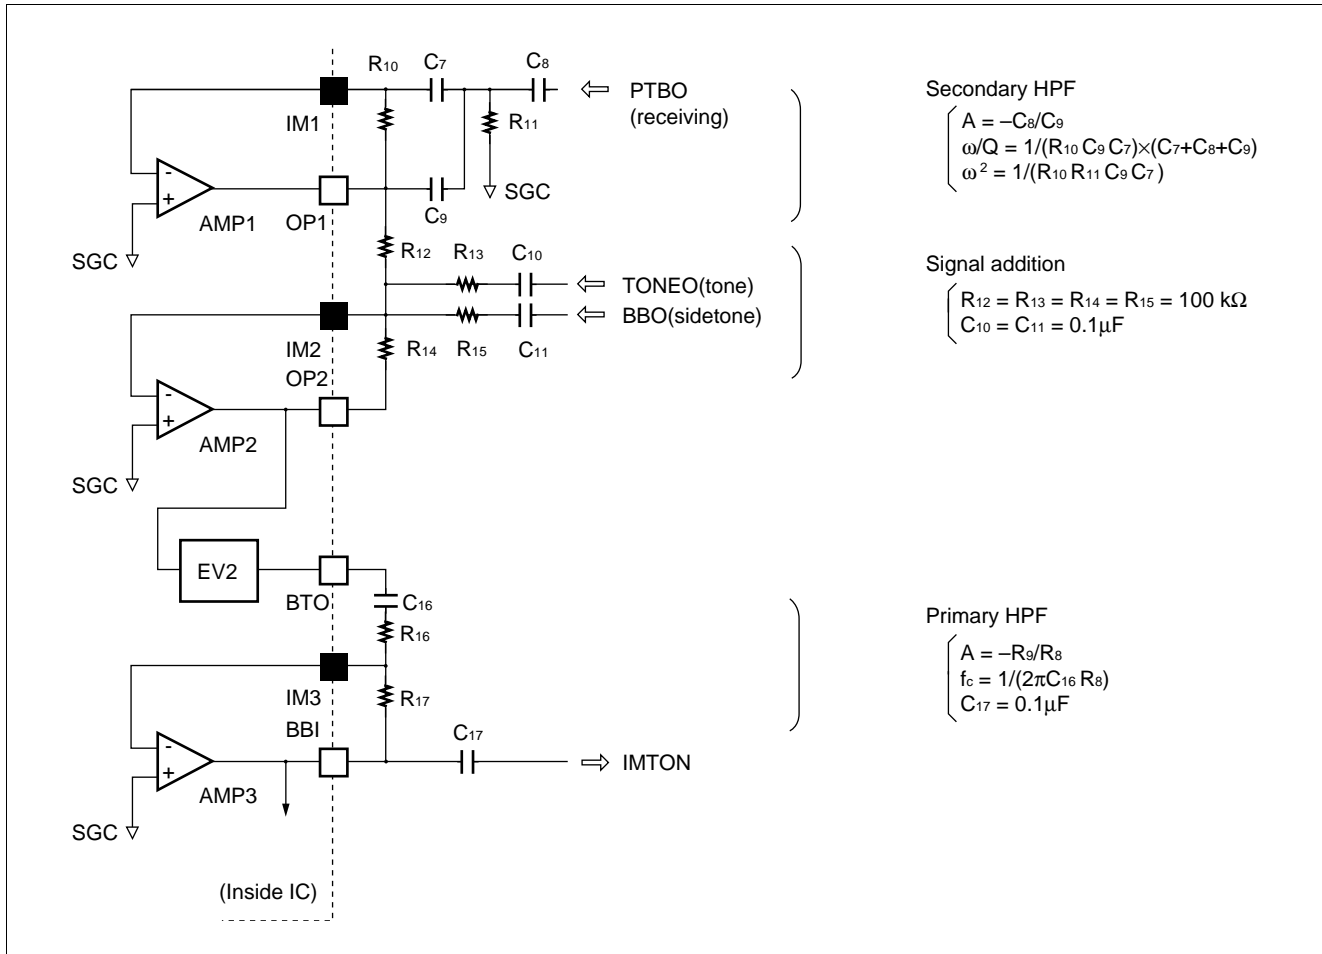 R10 C7 C8
PTBO
(receiving)
IM1
R11
SGC
-
+
AMP1
OP1
C9
SGC
Secondary HPF
A = –C8/C9
ω/Q = 1/(R10 C9 C7)×(C7+C8+C9)
ω² = 1/(R10 R11 C9 C7)
R12 R13 C10
TONEO(tone)
BBO(sidetone)
IM2
R14 R15 C11
OP2
-
+
AMP2
SGC
Signal addition
R12 = R13 = R14 = R15 = 100 kΩ
C10 = C11 = 0.1µF
EV2
BTO
C16
R16
IM3
R17
BBI
C17
-
+
AMP3
IMTON
SGC
Primary HPF
A = –R9/R8
fc = 1/(2πC16 R8)
C17 = 0.1µF
(Inside IC)